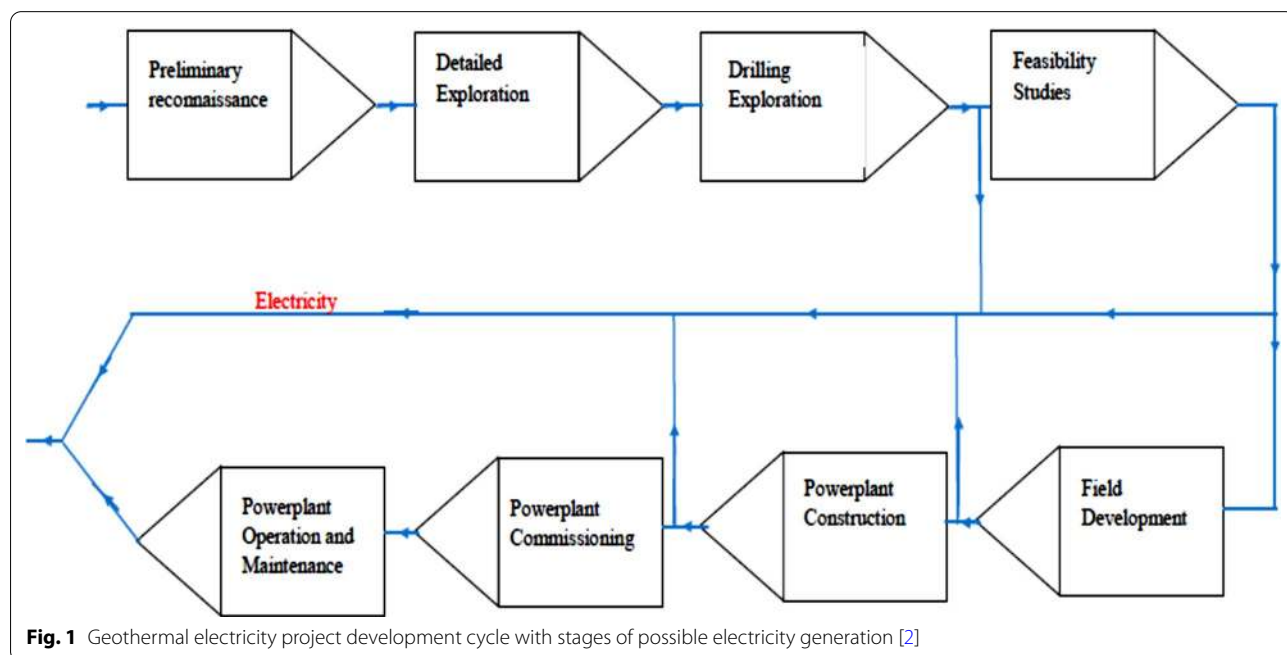 Preliminary
reconnaissance
Detailed
Exploration
Drilling
Exploration
Feasibility
Studies
Electricity
Powerplant
Operation and
Maintenance
Powerplant
Commissioning
Powerplant
Construction
Field
Development
Fig. 1 Geothermal electricity project development cycle with stages of possible electricity generation [2]